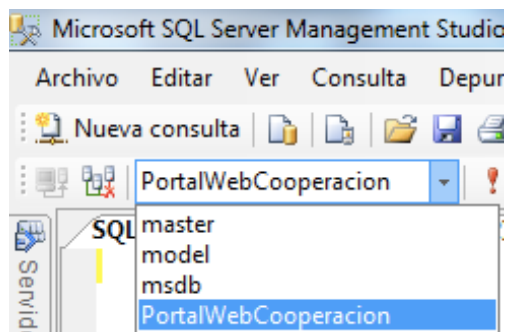 Microsoft SQL Server Management Studio
Archivo Editar Ver Consulta Depur
Nueva consulta
PortalWebCooperacion
SQL
master
model
msdb
PortalWebCooperacion
Servid